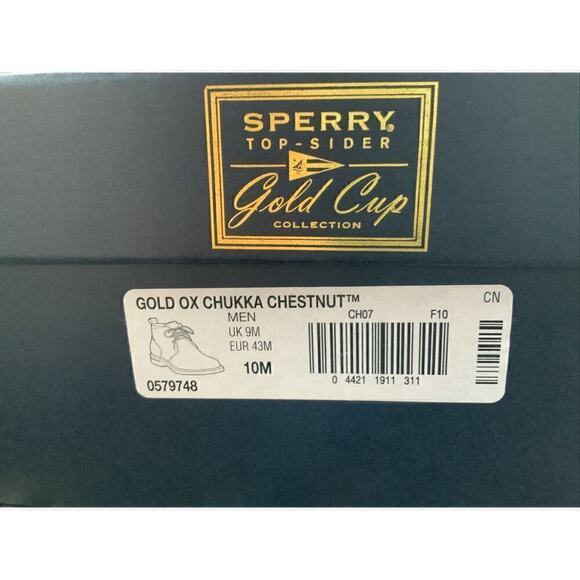 SPERRY®
TOP-SIDER
Gold Cup
COLLECTION
GOLD OX CHUKKA CHESTNUT™
MEN
UK 9M
EUR 43M
10M
0579748
CH07 F10
0 4421 1911 311
CN